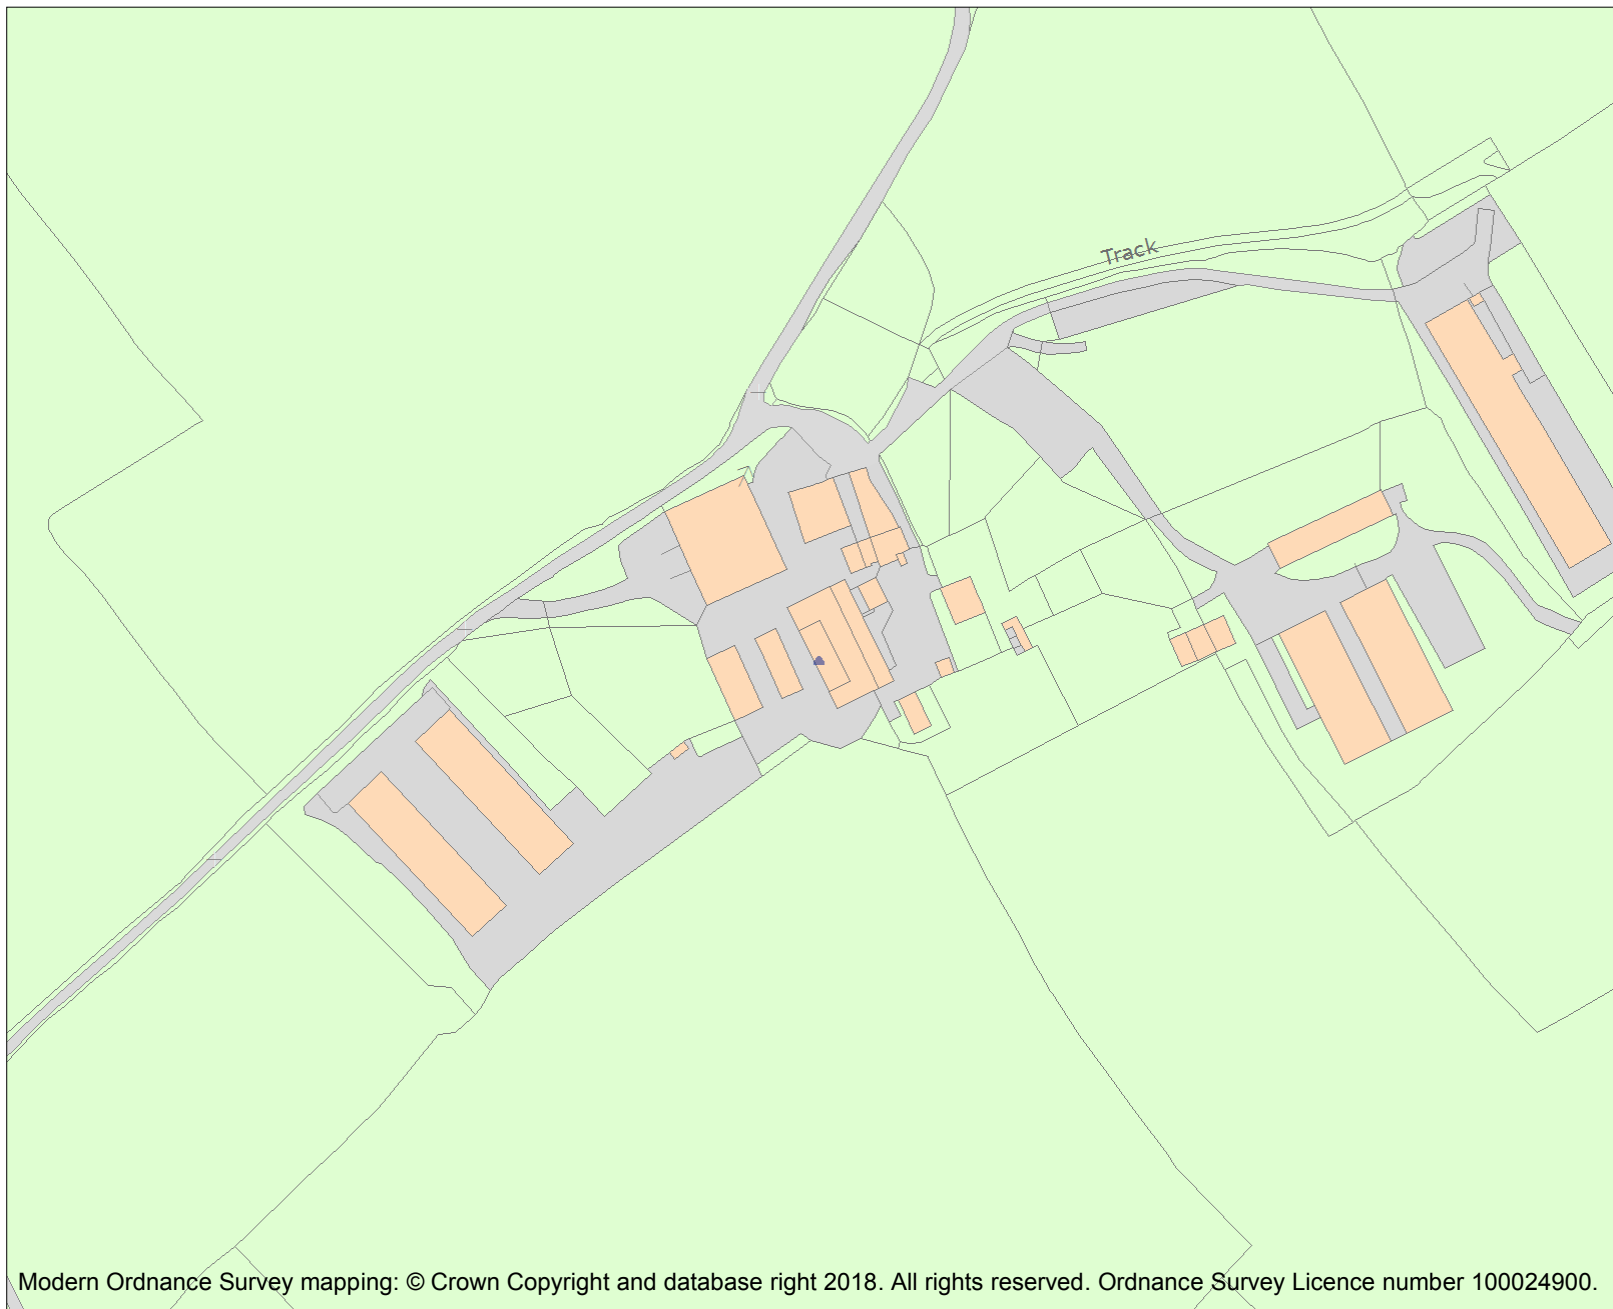 Track
Modern Ordnance Survey mapping: © Crown Copyright and database right 2018. All rights reserved. Ordnance Survey Licence number 100024900.